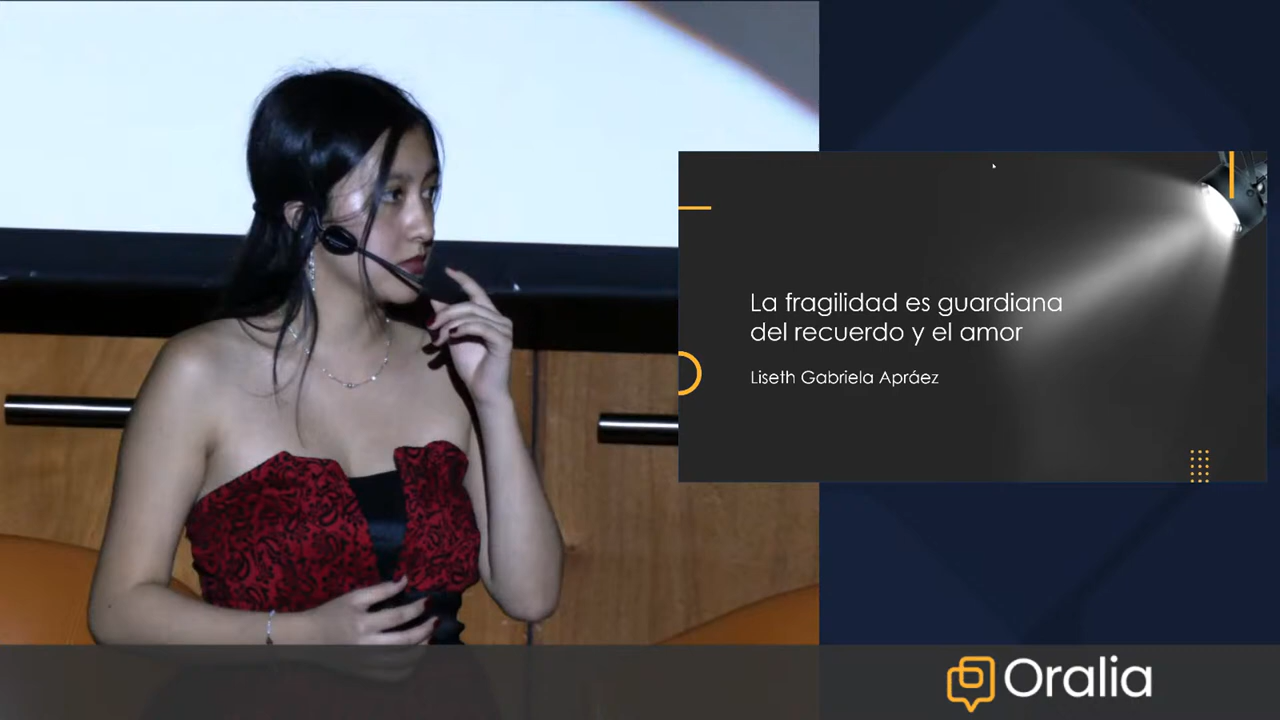 La fragilidad es guardiana
del recuerdo y el amor
Liseth Gabriela Apráez
Oralia